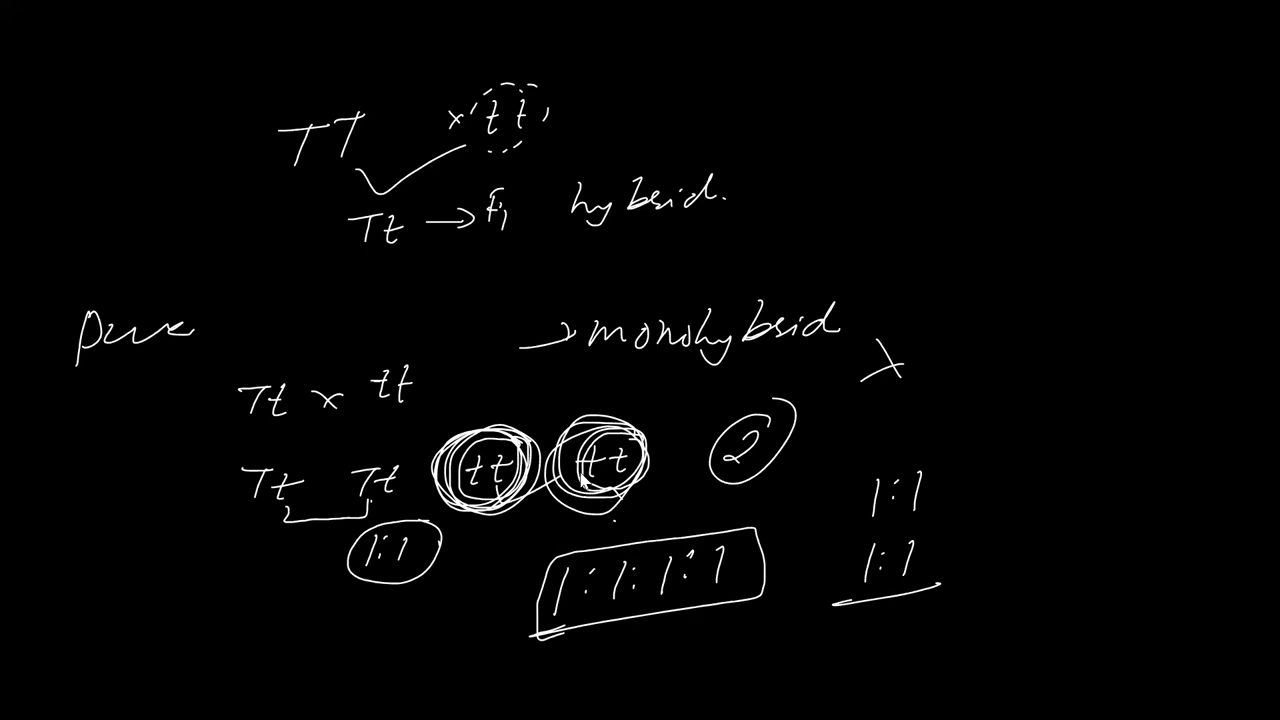 TT × tt
Tt → F1 hybrid.
Pure → monohybrid
Tt × tt
Tt Tt tt tt 2
1:1
1:1
1:1:1:1
1:1